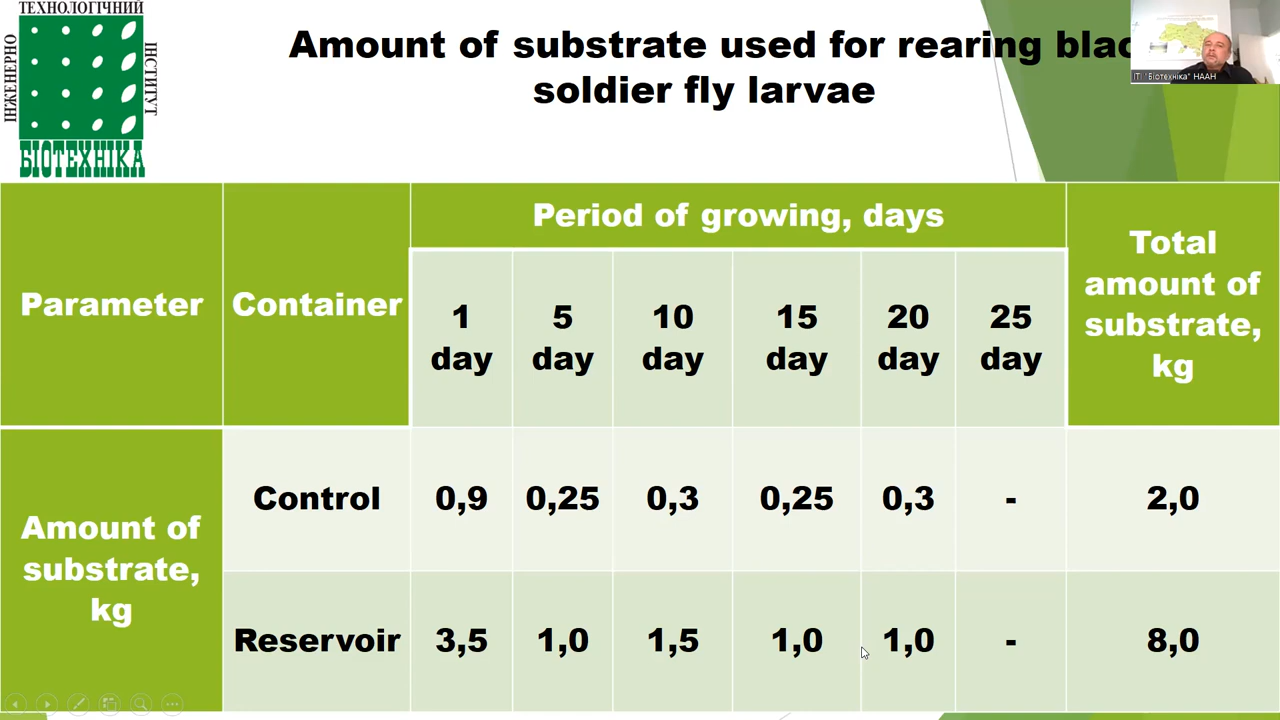 ТЕХНОЛОГІЧНИЙ
ІНЖЕНЕРНО
ІНСТИТУТ
БІОТЕХНІКА
Amount of substrate used for rearing blac
soldier fly larvae
ІТІ "Біотехніка" НААН
Parameter
Container
Period of growing, days
Total
amount of
substrate,
kg
1
day
5
day
10
day
15
day
20
day
25
day
Amount of
substrate,
kg
Control
0,9
0,25
0,3
0,25
0,3
-
2,0
Reservoir
3,5
1,0
1,5
1,0
1,0
-
8,0